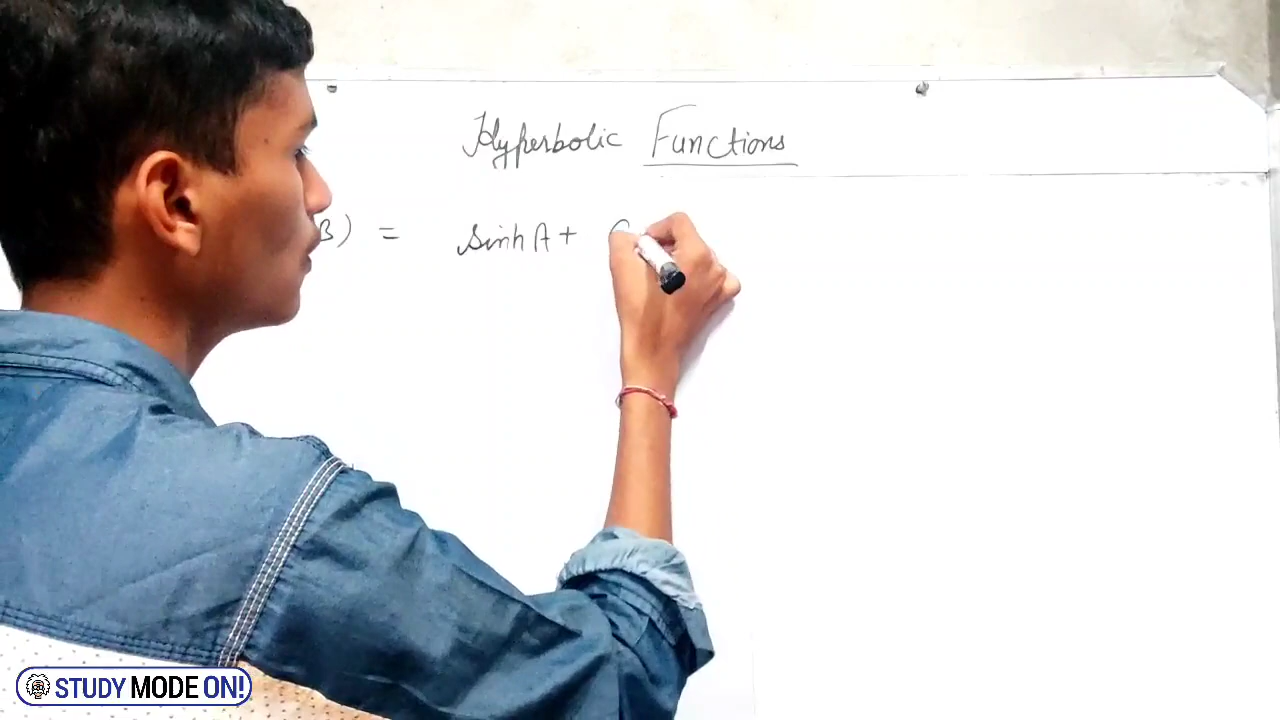 Hyperbolic Functions
B) = sinh A +
STUDY MODE ON!